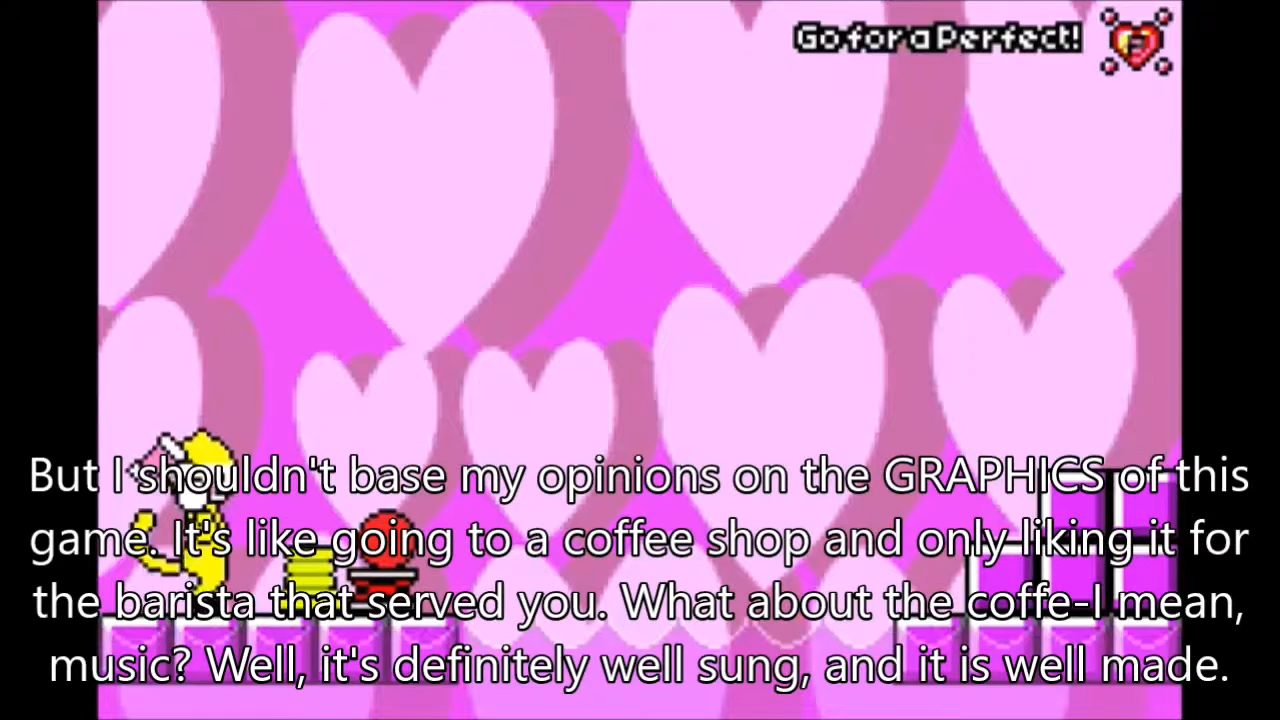 Go for a Perfect!
P
But I shouldn't base my opinions on the GRAPHICS of this
game. It's like going to a coffee shop and only liking it for
the barista that served you. What about the coffe-I mean,
music? Well, it's definitely well sung, and it is well made.